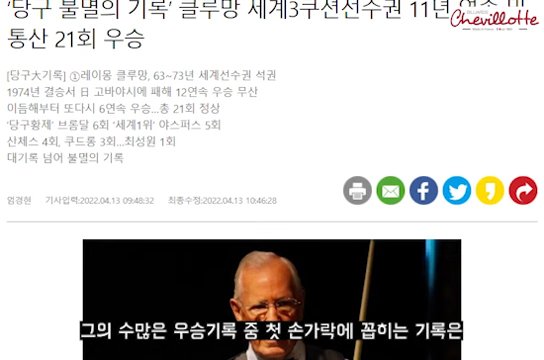 ‘당구 불멸의 기록’ 클루망 세계3쿠션선수권 11년
Chevillotte
통산 21회 우승
[당구大기록] ①레이몽 클루망, 63~73년 세계선수권 석권
1974년 결승서 日 고바야시에 패해 12연속 우승 무산
이듬해부터 또다시 6연속 우승...총 21회 정상
‘당구황제’ 브롬달 6회 ‘세계1위’ 야스퍼스 5회
산체스 4회, 쿠드롱 3회...최성원 1회
대기록 넘어 불멸의 기록
엄경현 기사입력:2022.04.13 09:48:32 최종수정:2022.04.13 10:46:28
그의 수많은 우승기록 중 첫 손가락에 꼽히는 기록은